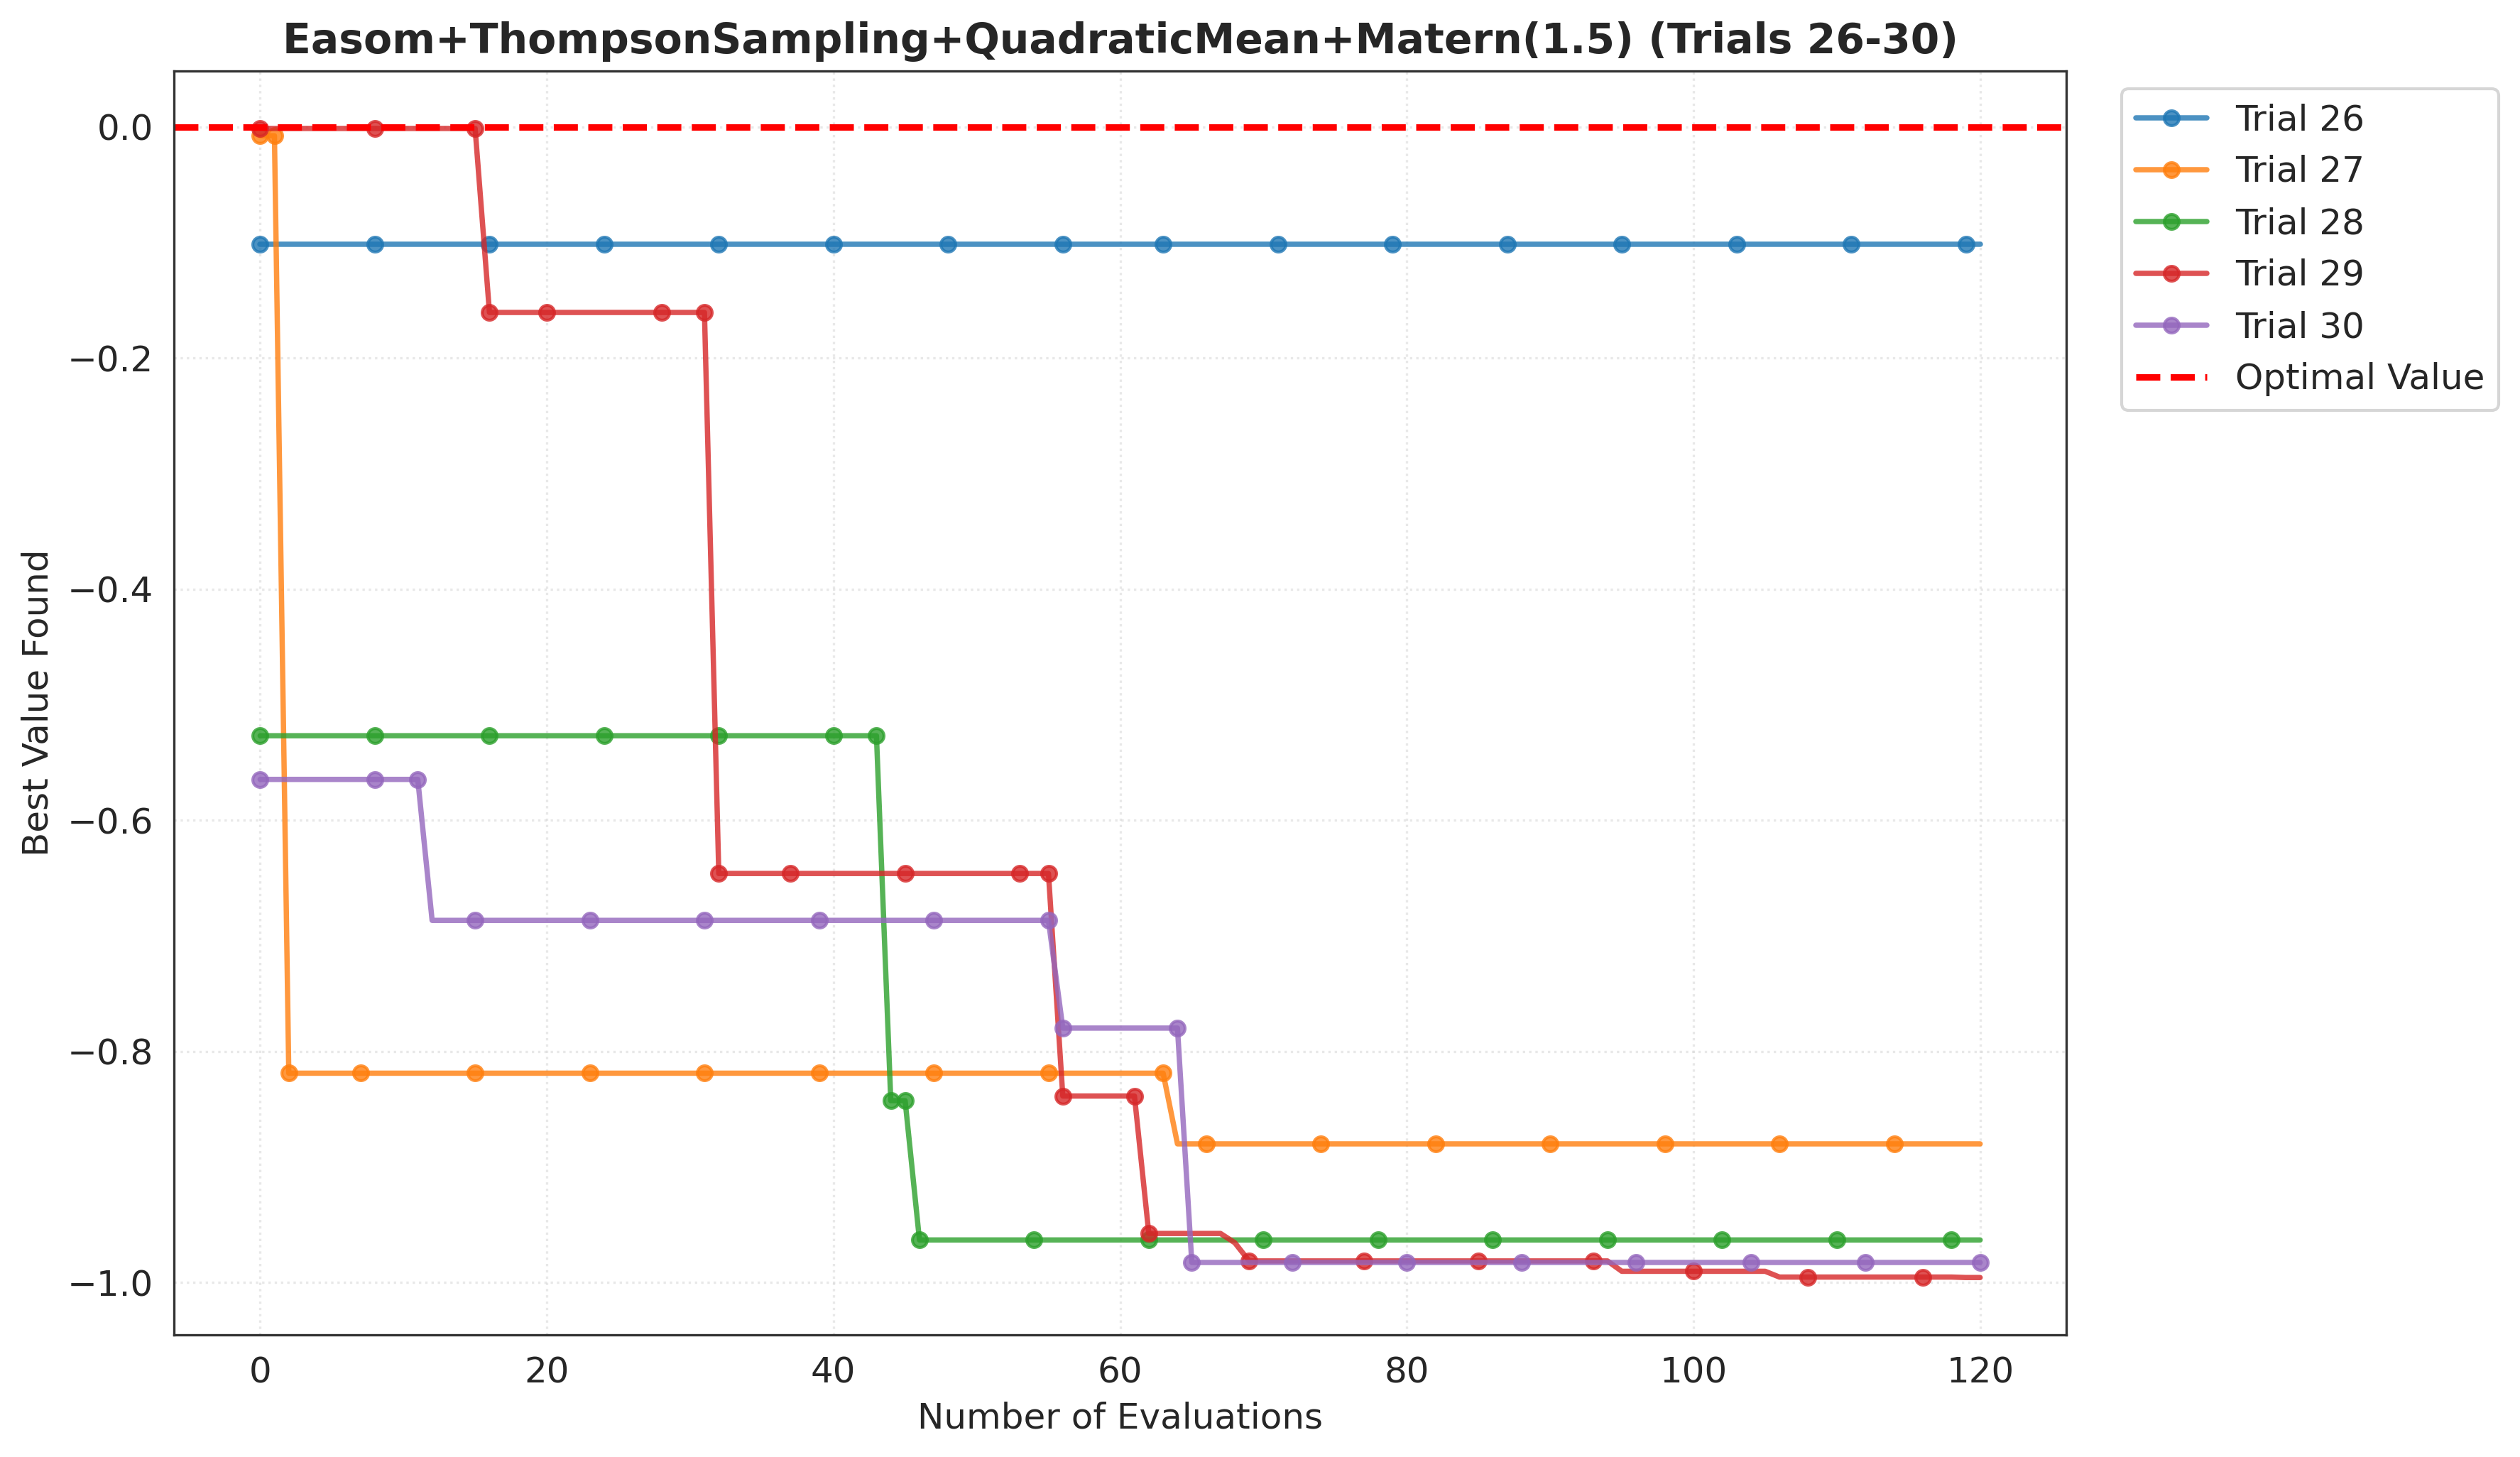 Easom+ThompsonSampling+QuadraticMean+Matern(1.5) (Trials 26-30)
Best Value Found
0.0
−0.2
−0.4
−0.6
−0.8
−1.0
0
20
40
60
80
100
120
Number of Evaluations
Trial 26
Trial 27
Trial 28
Trial 29
Trial 30
Optimal Value